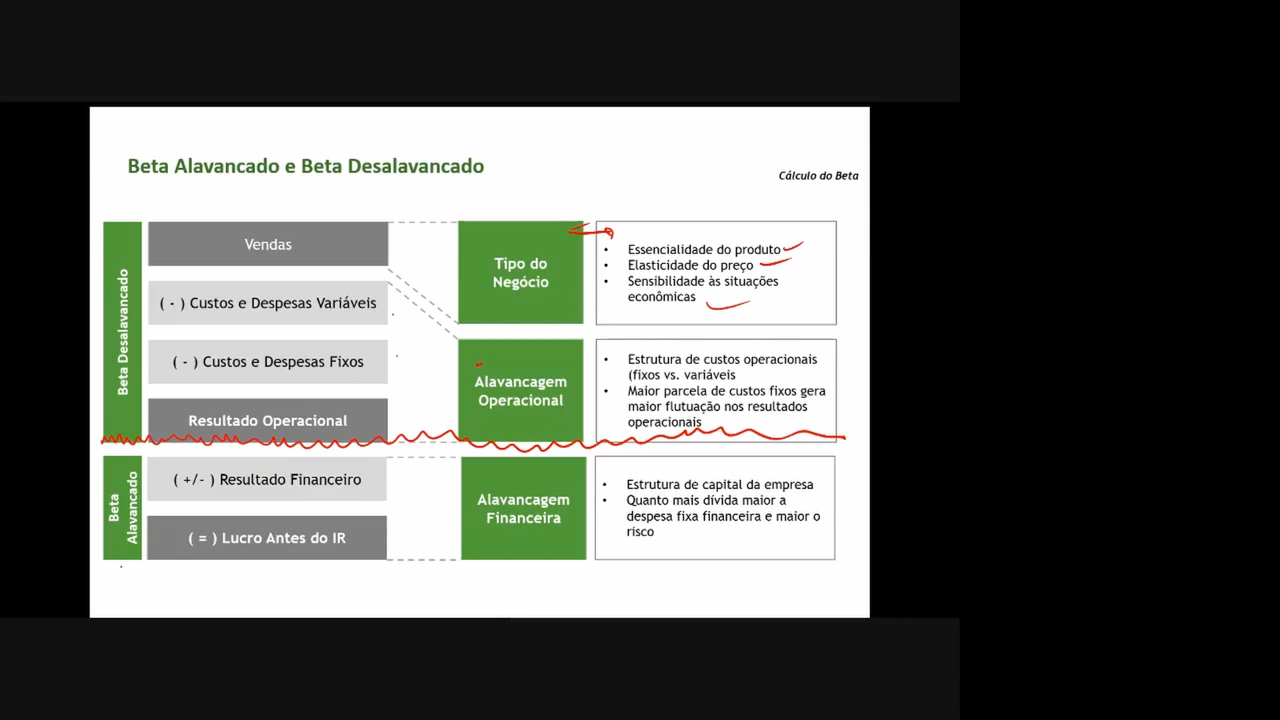 Beta Alavancado e Beta Desalavancado
Cálculo do Beta
Beta Desalavancado
Vendas
( - ) Custos e Despesas Variáveis
( - ) Custos e Despesas Fixos
Resultado Operacional
Tipo do
Negócio
• Essencialidade do produto
• Elasticidade do preço
• Sensibilidade às situações
econômicas
Alavancagem
Operacional
• Estrutura de custos operacionais
(fixos vs. variáveis
• Maior parcela de custos fixos gera
maior flutuação nos resultados
operacionais
Beta
Alavancado
( +/- ) Resultado Financeiro
( = ) Lucro Antes do IR
Alavancagem
Financeira
• Estrutura de capital da empresa
• Quanto mais dívida maior a
despesa fixa financeira e maior o
risco